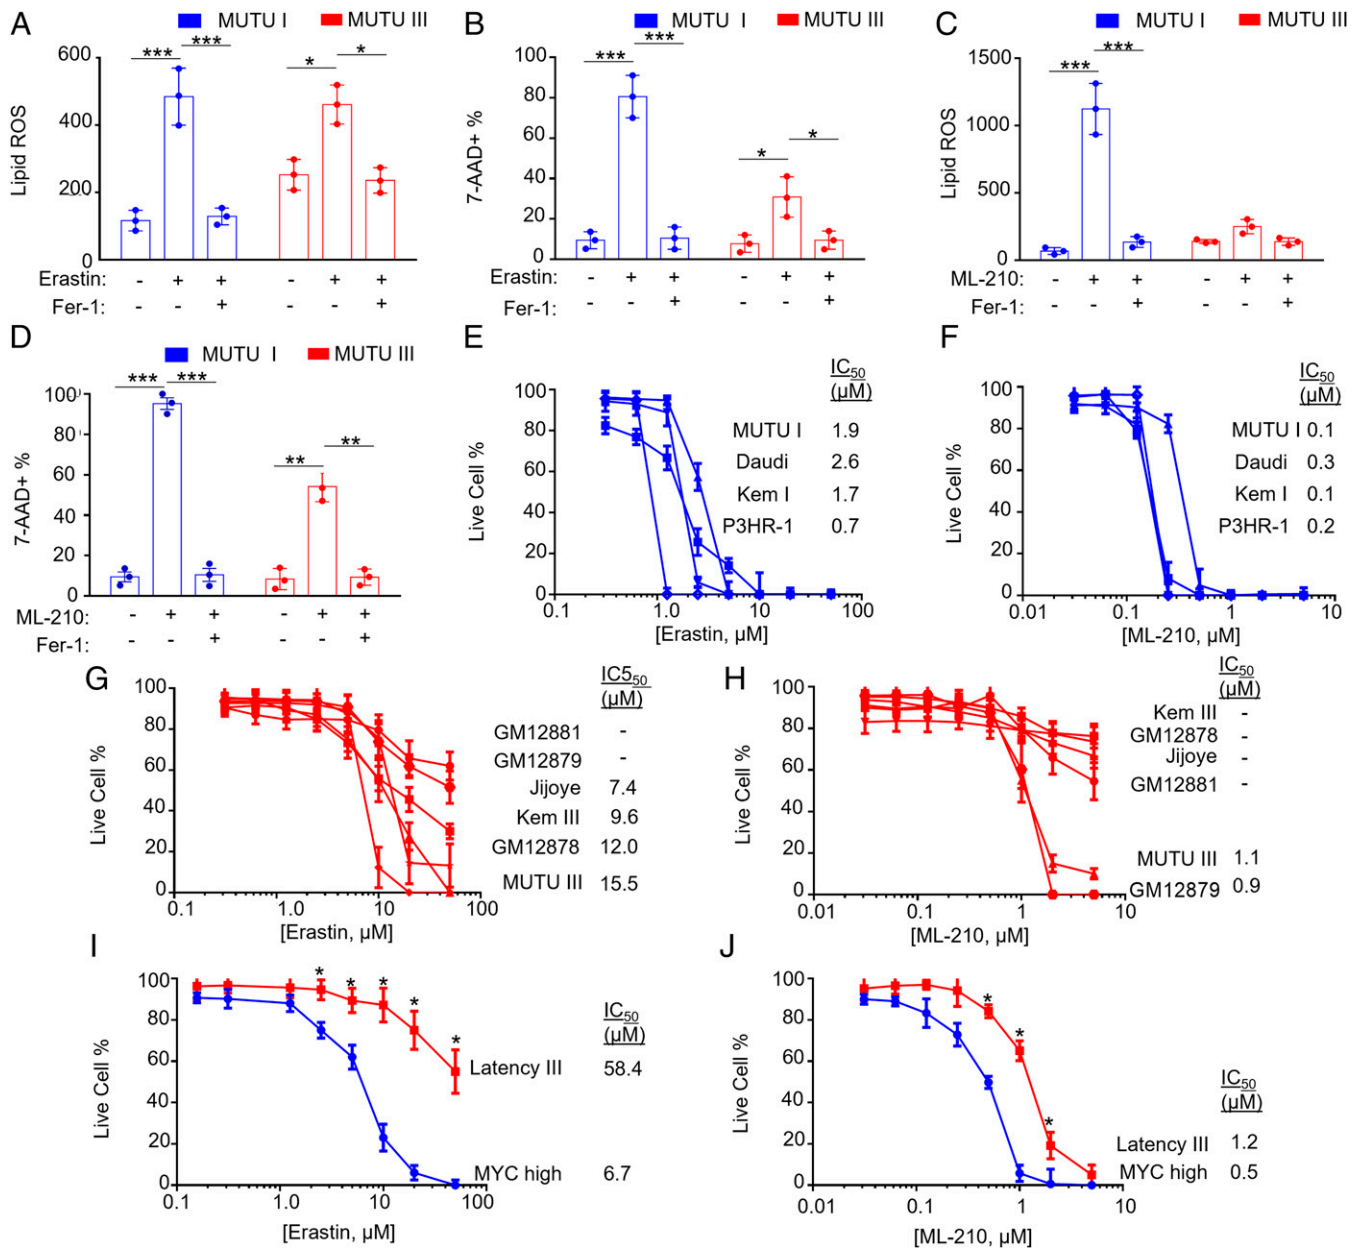 A
MUTU I MUTU III
Lipid ROS
600
400
200
0
*** *** * *
Erastin: - + + - + +
Fer-1: - - + - - +
B
MUTU I MUTU III
7-AAD+ %
100
80
60
40
20
0
*** *** * *
Erastin: - + + - + +
Fer-1: - - + - - +
C
MUTU I MUTU III
Lipid ROS
1500
1000
500
0
*** ***
ML-210: - + + - + +
Fer-1: - - + - - +
D
MUTU I MUTU III
7-AAD+ %
100
80
60
40
20
0
*** *** ** **
ML-210: - + + - + +
Fer-1: - - + - - +
E
Live Cell %
100
80
60
40
20
0
0.1 1.0 10 100
[Erastin, µM]
IC50
(µM)
MUTU I 1.9
Daudi 2.6
Kem I 1.7
P3HR-1 0.7
F
Live Cell %
100
80
60
40
20
0
0.01 0.1 1 10
[ML-210, µM]
IC50
(µM)
MUTU I 0.1
Daudi 0.3
Kem I 0.1
P3HR-1 0.2
G
Live Cell %
100
80
60
40
20
0
0.1 1.0 10 100
[Erastin, µM]
IC550
(µM)
GM12881 -
GM12879 -
Jijoye 7.4
Kem III 9.6
GM12878 12.0
MUTU III 15.5
H
Live Cell %
100
80
60
40
20
0
0.01 0.1 1 10
[ML-210, µM]
IC50
(µM)
Kem III -
GM12878 -
Jijoye -
GM12881 -
MUTU III 1.1
GM12879 0.9
I
Live Cell %
100
80
60
40
20
0
* * * * *
0.1 1.0 10 100
[Erastin, µM]
IC50
(µM)
Latency III 58.4
MYC high 6.7
J
Live Cell %
100
80
60
40
20
0
* * *
0.01 0.1 1 10
[ML-210, µM]
IC50
(µM)
Latency III 1.2
MYC high 0.5